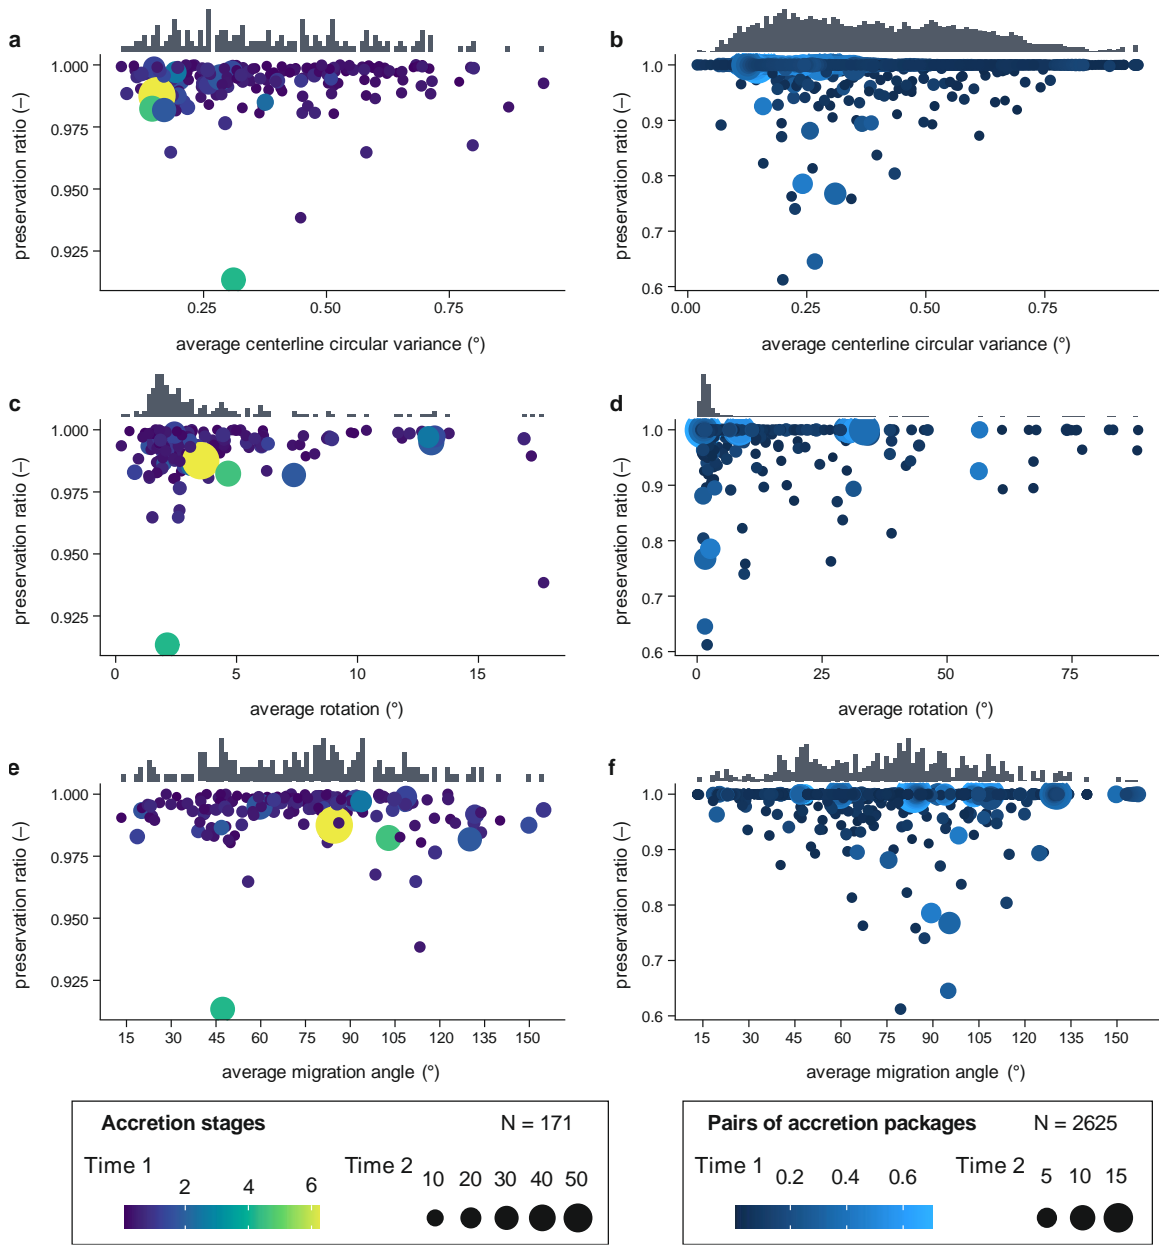 a
1.000
0.975
0.950
0.925
preservation ratio (–)
0.25
0.50
0.75
average centerline circular variance (°)
b
1.0
0.9
0.8
0.7
0.6
preservation ratio (–)
0.00
0.25
0.50
0.75
average centerline circular variance (°)
c
1.000
0.975
0.950
0.925
preservation ratio (–)
0
5
10
15
average rotation (°)
d
1.0
0.9
0.8
0.7
0.6
preservation ratio (–)
0
25
50
75
average rotation (°)
e
1.000
0.975
0.950
0.925
preservation ratio (–)
15 30 45 60 75 90 105 120 135 150
average migration angle (°)
f
1.0
0.9
0.8
0.7
0.6
preservation ratio (–)
15 30 45 60 75 90 105 120 135 150
average migration angle (°)
Accretion stages N = 171
Time 1 2 4 6
Time 2 10 20 30 40 50
Pairs of accretion packages N = 2625
Time 1 0.2 0.4 0.6
Time 2 5 10 15